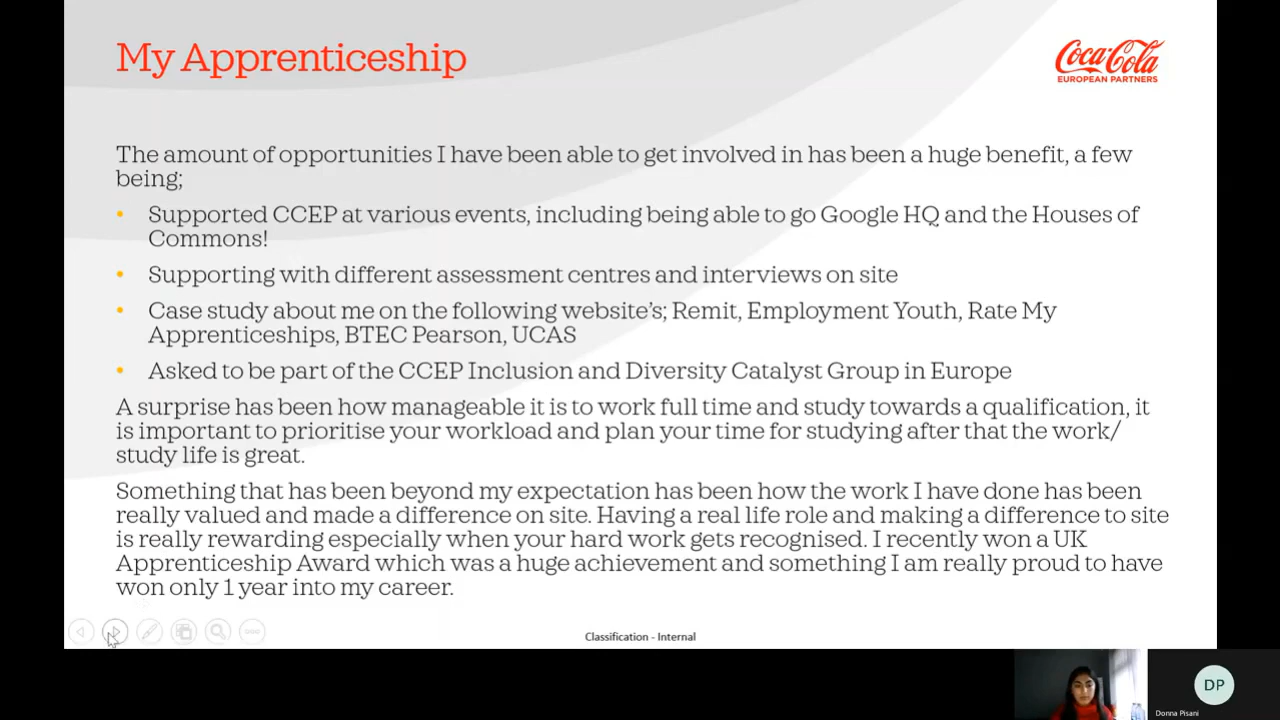 My Apprenticeship
Coca-Cola
EUROPEAN PARTNERS
The amount of opportunities I have been able to get involved in has been a huge benefit, a few
being;
• Supported CCEP at various events, including being able to go Google HQ and the Houses of
Commons!
• Supporting with different assessment centres and interviews on site
• Case study about me on the following website's; Remit, Employment Youth, Rate My
Apprenticeships, BTEC Pearson, UCAS
• Asked to be part of the CCEP Inclusion and Diversity Catalyst Group in Europe
A surprise has been how manageable it is to work full time and study towards a qualification, it
is important to prioritise your workload and plan your time for studying after that the work/
study life is great.
Something that has been beyond my expectation has been how the work I have done has been
really valued and made a difference on site. Having a real life role and making a difference to site
is really rewarding especially when your hard work gets recognised. I recently won a UK
Apprenticeship Award which was a huge achievement and something I am really proud to have
won only 1 year into my career.
Classification - Internal
DP
Donna Pisani